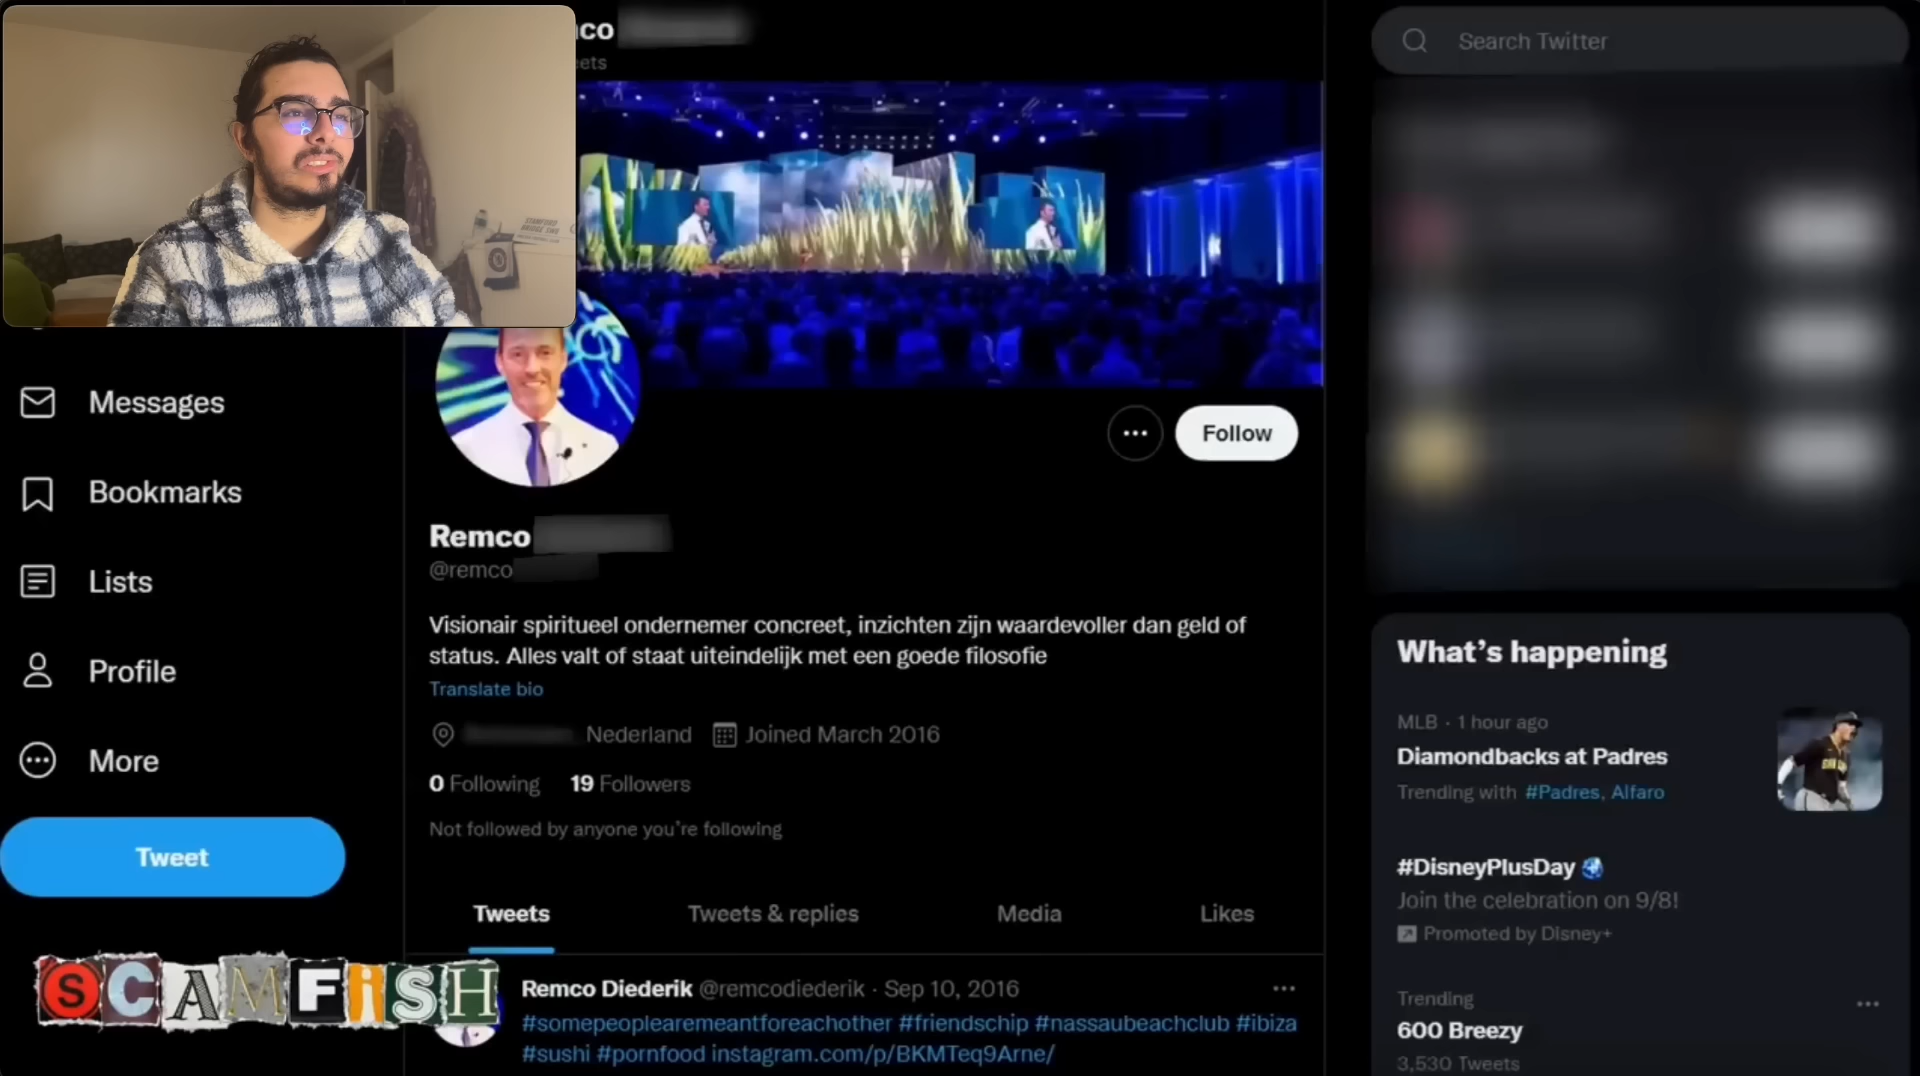 co
ets
Search Twitter
STAMFORD
BRIDGE SW6
Messages
Bookmarks
Lists
Profile
More
Tweet
Follow
Remco
@remco
Visionair spiritueel ondernemer concreet, inzichten zijn waardevoller dan geld of
status. Alles valt of staat uiteindelijk met een goede filosofie
Translate bio
Nederland Joined March 2016
0 Following 19 Followers
Not followed by anyone you're following
Tweets Tweets & replies Media Likes
Remco Diederik @remcodiederik · Sep 10, 2016
#somepeoplearemeantforeachother #friendschip #nassaubeachclub #ibiza
#sushi #pornfood instagram.com/p/BKMTeq9Arne/
SCAMFiSH
What's happening
MLB · 1 hour ago
Diamondbacks at Padres
Trending with #Padres, Alfaro
#DisneyPlusDay
Join the celebration on 9/8!
Promoted by Disney+
Trending
600 Breezy
3,530 Tweets